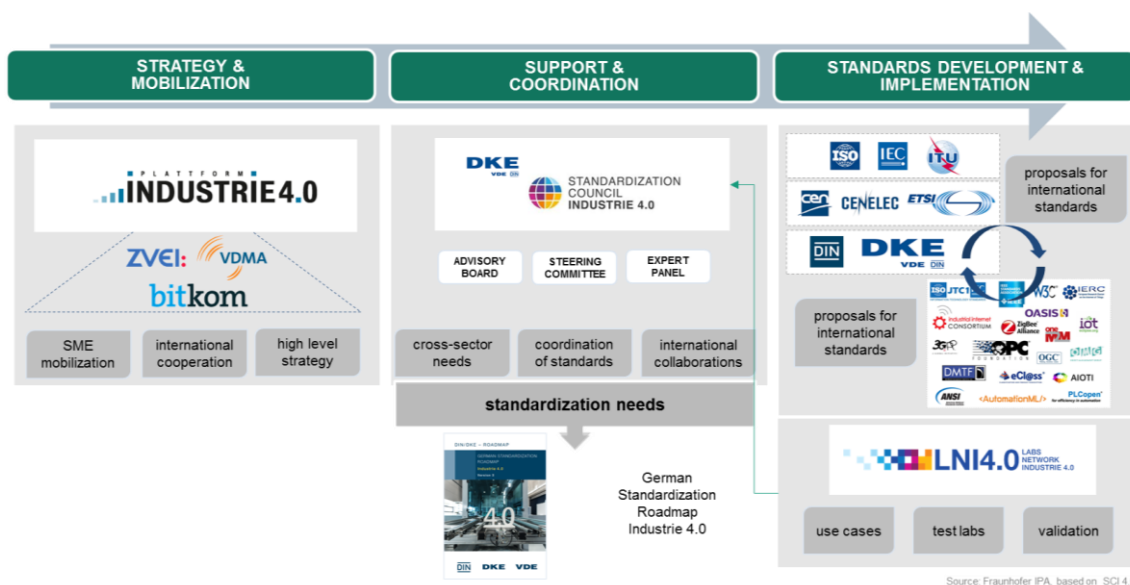 STRATEGY &
MOBILIZATION
SUPPORT &
COORDINATION
STANDARDS DEVELOPMENT &
IMPLEMENTATION
PLATTFORM
INDUSTRIE4.0
ZVEI:
VDMA
bitkom
SME
mobilization
international
cooperation
high level
strategy
DKE
VDE DIN
STANDARDIZATION
COUNCIL
INDUSTRIE 4.0
ADVISORY
BOARD
STEERING
COMMITTEE
EXPERT
PANEL
cross-sector
needs
coordination
of standards
international
collaborations
standardization needs
DIN/DKE – ROADMAP
GERMAN STANDARDIZATION
ROADMAP
Industrie 4.0
4.0
DIN DKE VDE
German
Standardization
Roadmap
Industrie 4.0
ISO IEC ITU
cen CENELEC ETSI
DIN DKE
VDE DIN
proposals for
international
standards
proposals for
international
standards
ISO JTC1 W3C IERC
OASIS
Industrial Internet
CONSORTIUM
ZigBee
Alliance
one
M2M
iot
3GPP
OPC
FOUNDATION
OGC
DMTF
eCl@ss
AIOTI
ANSI
<AutomationML/>
PLCopen
for efficiency in automation
LNI4.0
LABS
NETWORK
INDUSTRIE 4.0
use cases
test labs
validation
Source: Fraunhofer IPA, based on SCI 4